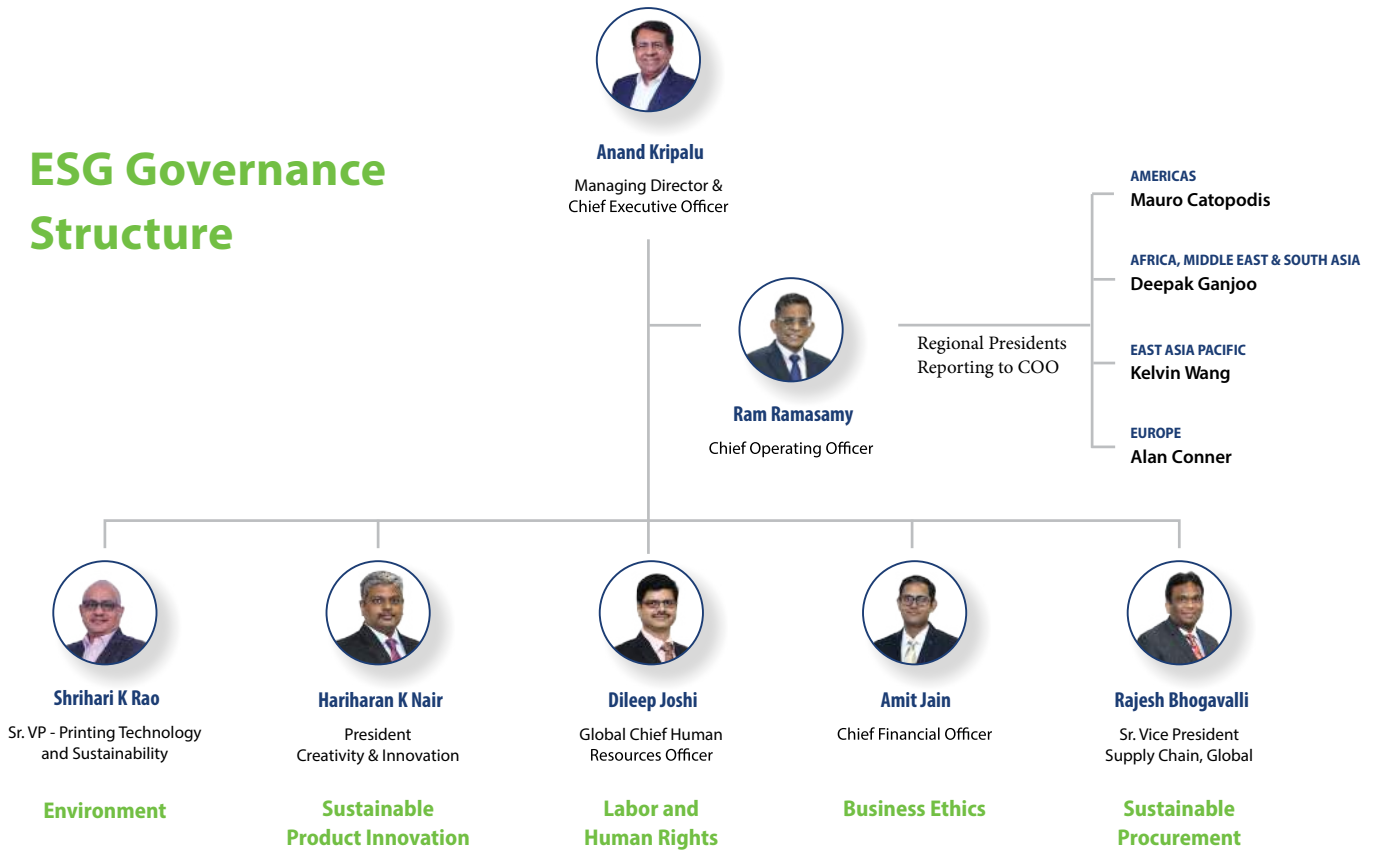 ESG Governance
Structure
Anand Kripalu
Managing Director &
Chief Executive Officer
Ram Ramasamy
Chief Operating Officer
Regional Presidents
Reporting to COO
AMERICAS
Mauro Catopodis
AFRICA, MIDDLE EAST & SOUTH ASIA
Deepak Ganjoo
EAST ASIA PACIFIC
Kelvin Wang
EUROPE
Alan Conner
Shrihari K Rao
Sr. VP - Printing Technology
and Sustainability
Environment
Hariharan K Nair
President
Creativity & Innovation
Sustainable
Product Innovation
Dileep Joshi
Global Chief Human
Resources Officer
Labor and
Human Rights
Amit Jain
Chief Financial Officer
Business Ethics
Rajesh Bhogavalli
Sr. Vice President
Supply Chain, Global
Sustainable
Procurement